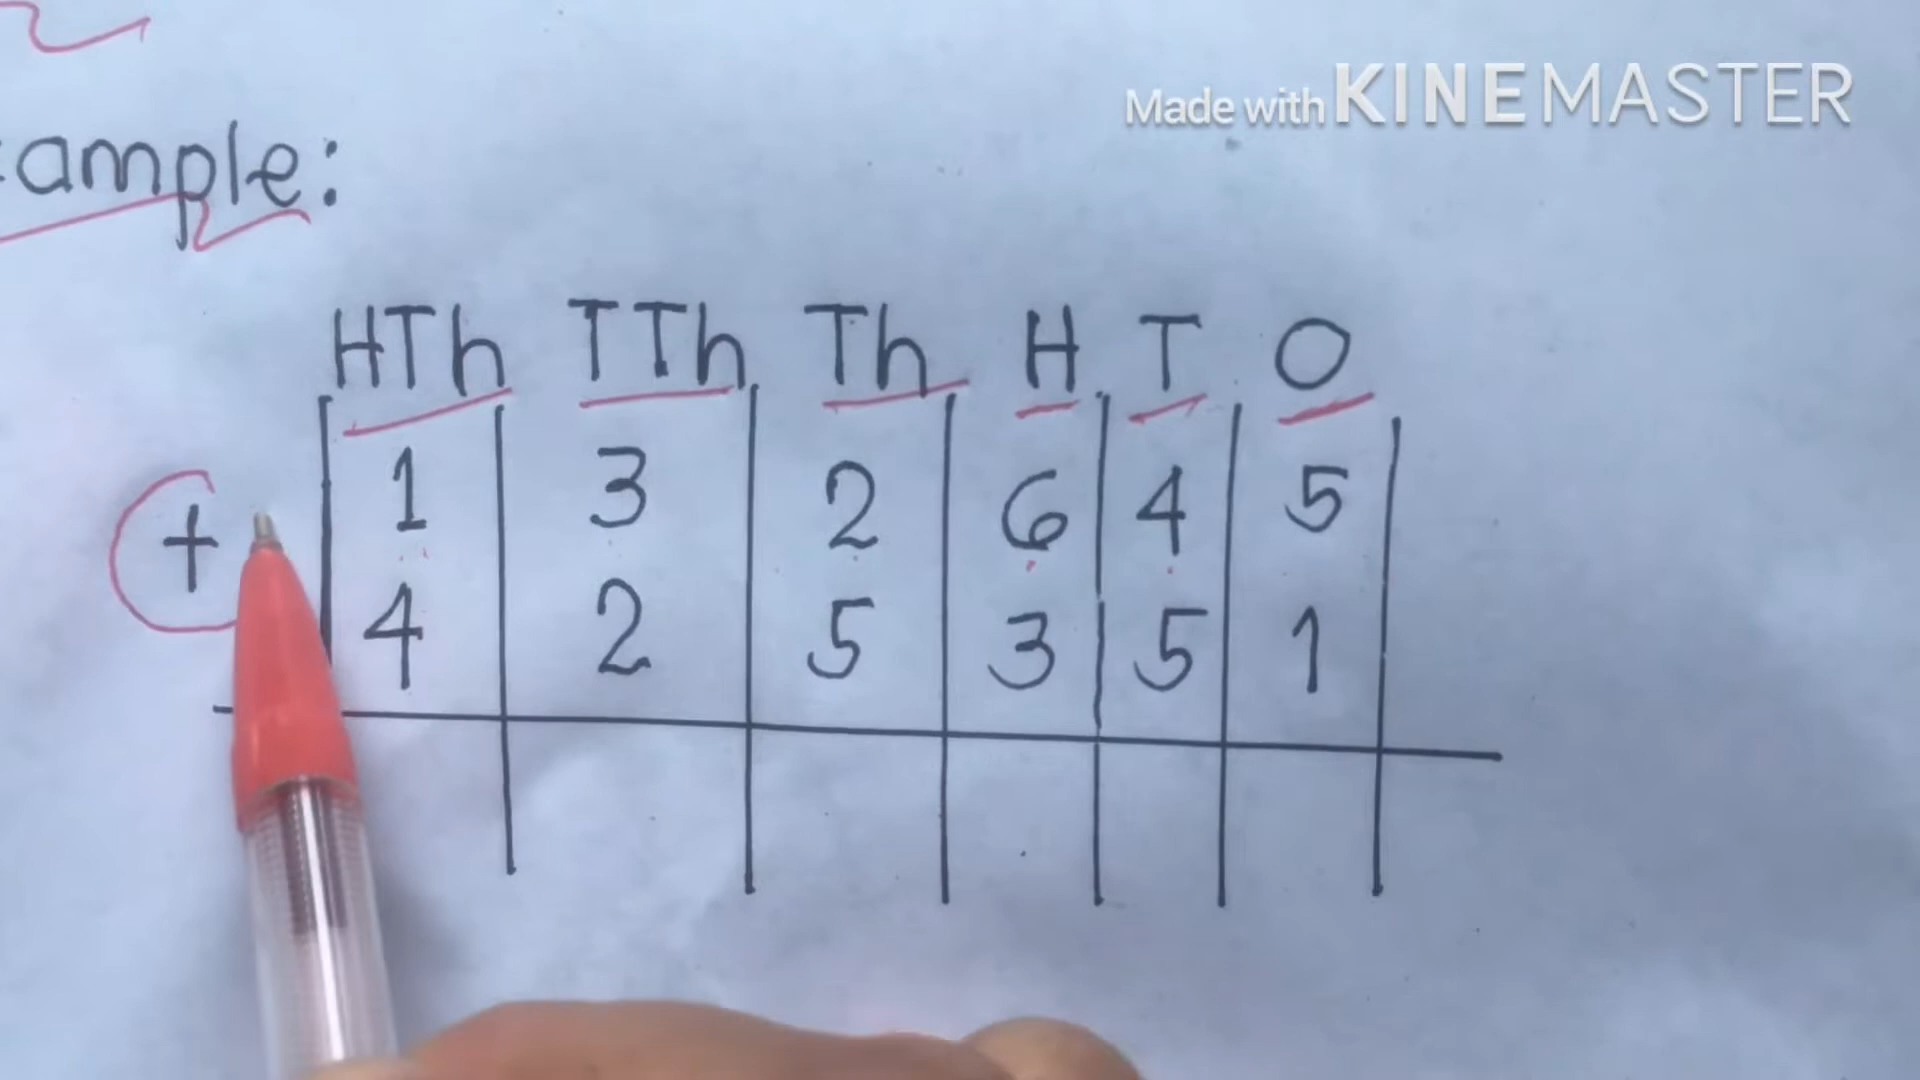 Made with KINEMASTER
ample:
HTh TTh Th H T O
1 3 2 6 4 5
+
4 2 5 3 5 1